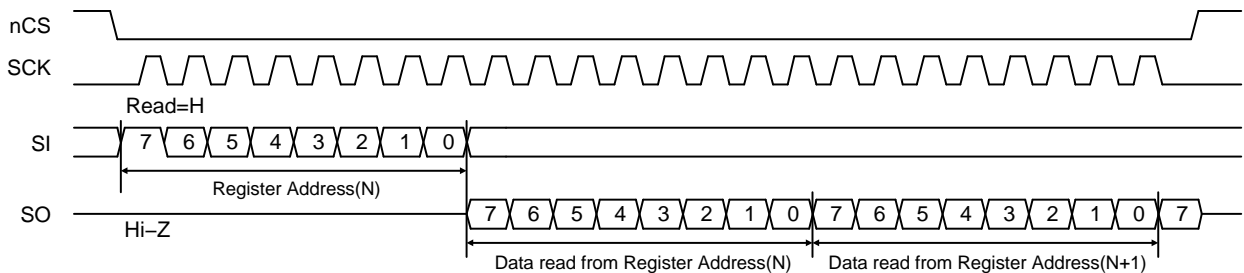 nCS
SCK
Read=H
SI 7 6 5 4 3 2 1 0
Register Address(N)
SO Hi–Z 7 6 5 4 3 2 1 0 7 6 5 4 3 2 1 0 7
Data read from Register Address(N) Data read from Register Address(N+1)